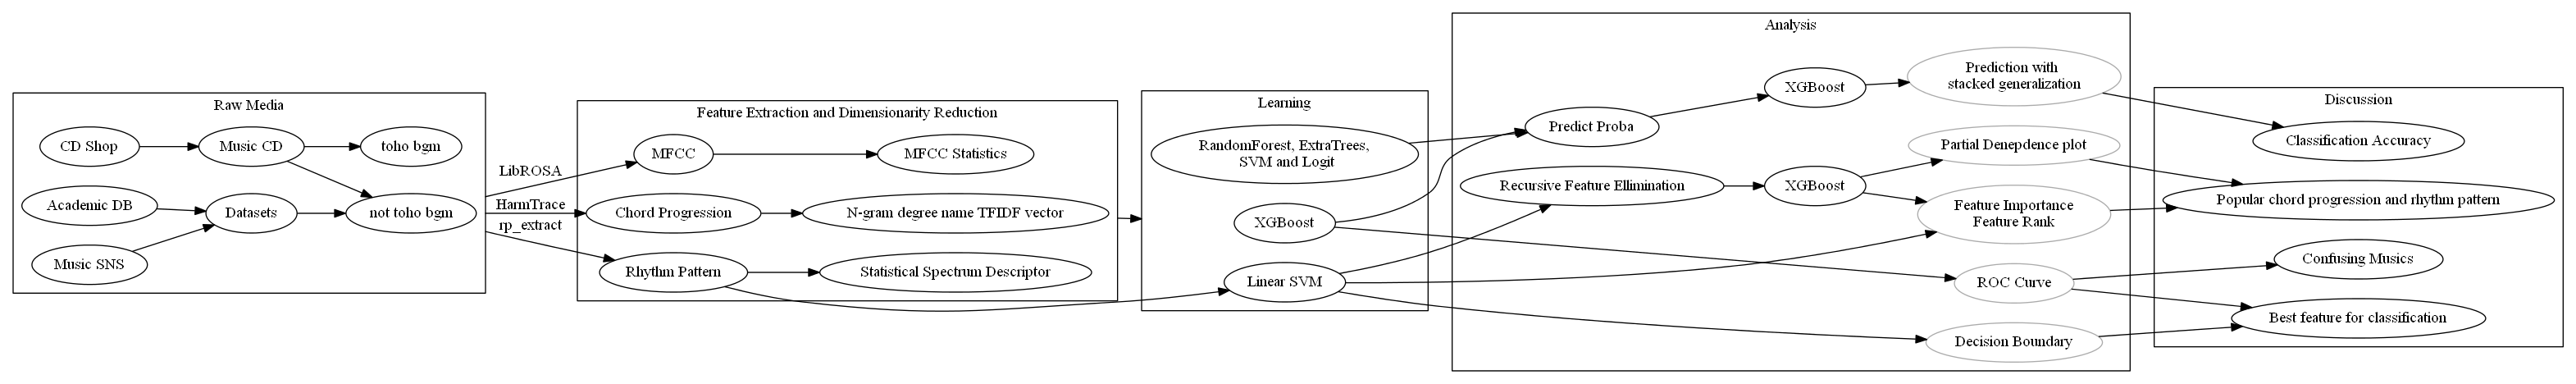 Raw Media
CD Shop
Music CD
toho bgm
Academic DB
Datasets
not toho bgm
Music SNS
LibROSA
HarmTrace
rp_extract
Feature Extraction and Dimensionarity Reduction
MFCC
MFCC Statistics
Chord Progression
N-gram degree name TFIDF vector
Rhythm Pattern
Statistical Spectrum Descriptor
Learning
RandomForest, ExtraTrees,
SVM and Logit
XGBoost
Linear SVM
Analysis
Predict Proba
XGBoost
Prediction with
stacked generalization
Recursive Feature Ellimination
XGBoost
Partial Denepdence plot
Feature Importance
Feature Rank
ROC Curve
Decision Boundary
Discussion
Classification Accuracy
Popular chord progression and rhythm pattern
Confusing Musics
Best feature for classification